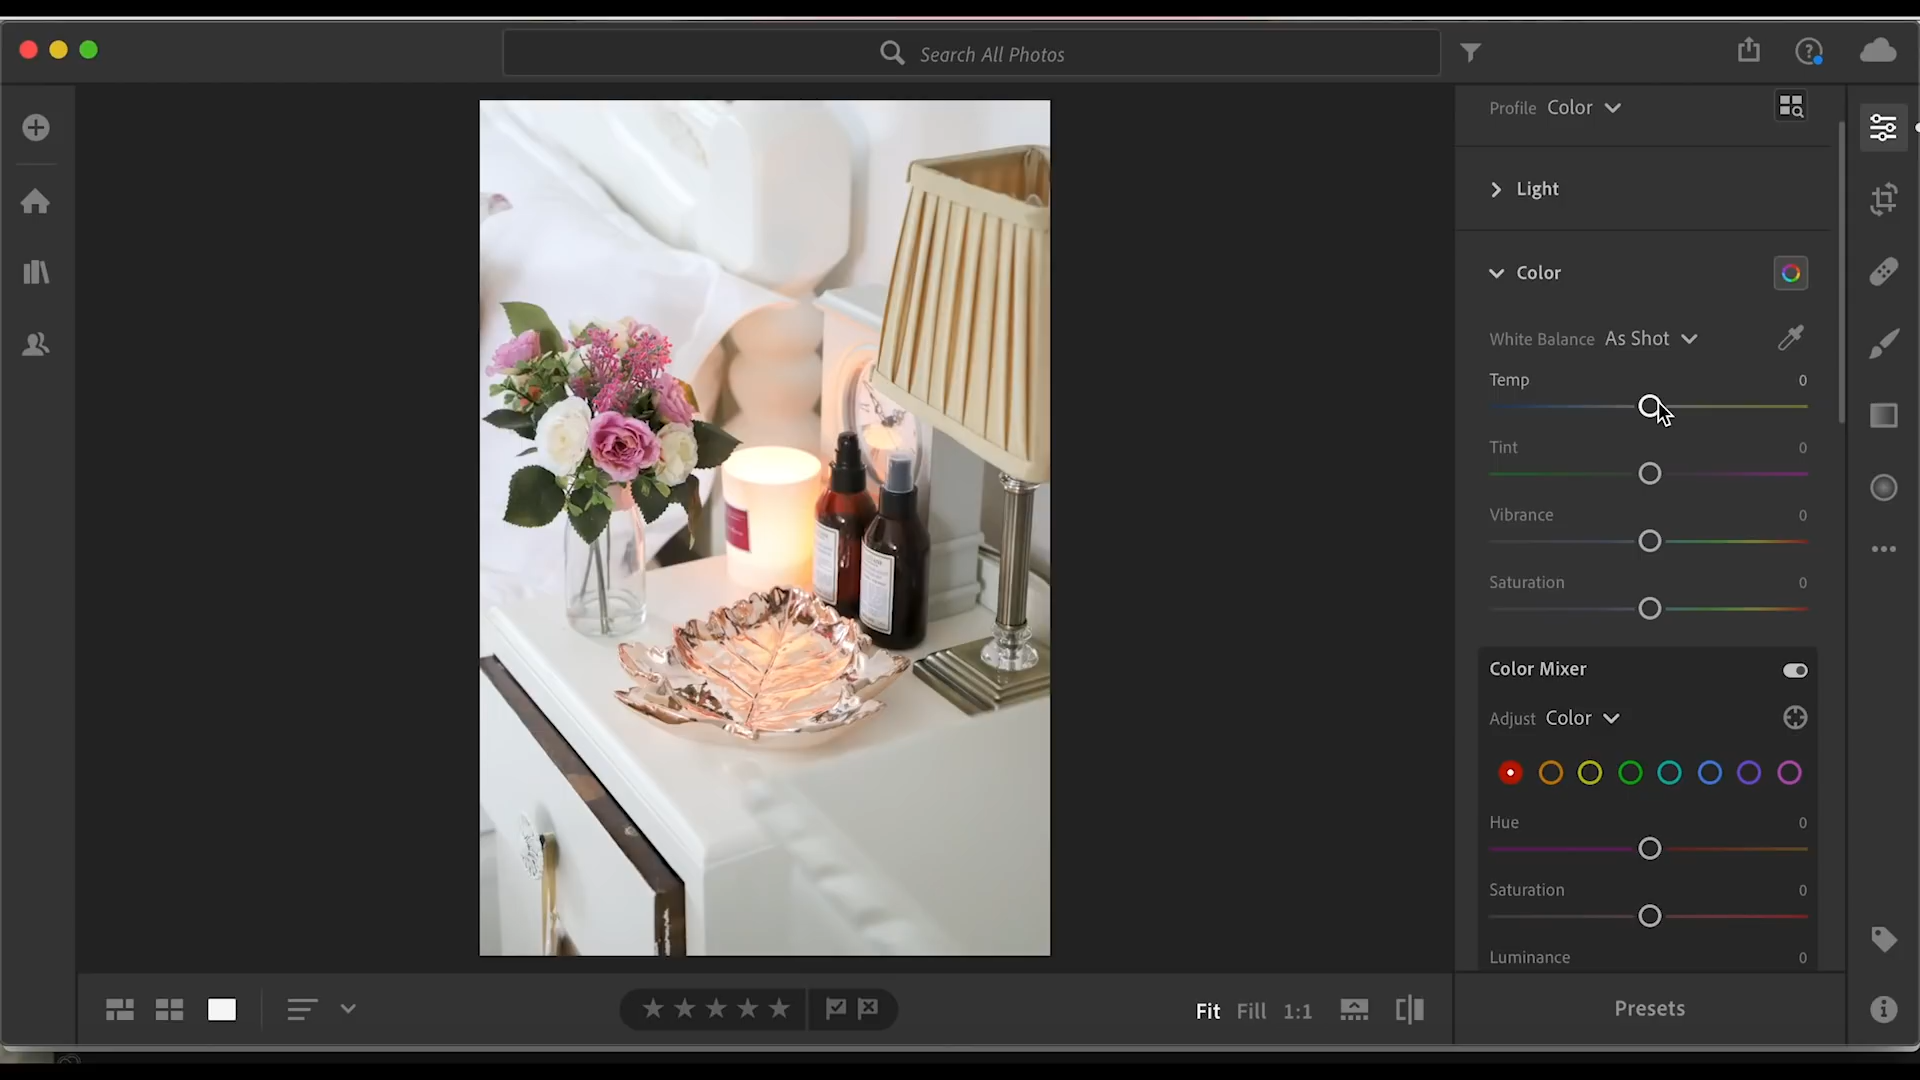 Search All Photos
Profile Color
Light
Color
White Balance As Shot
Temp 0
Tint 0
Vibrance 0
Saturation 0
Color Mixer
Adjust Color
Hue 0
Saturation 0
Luminance 0
Fit Fill 1:1
Presets